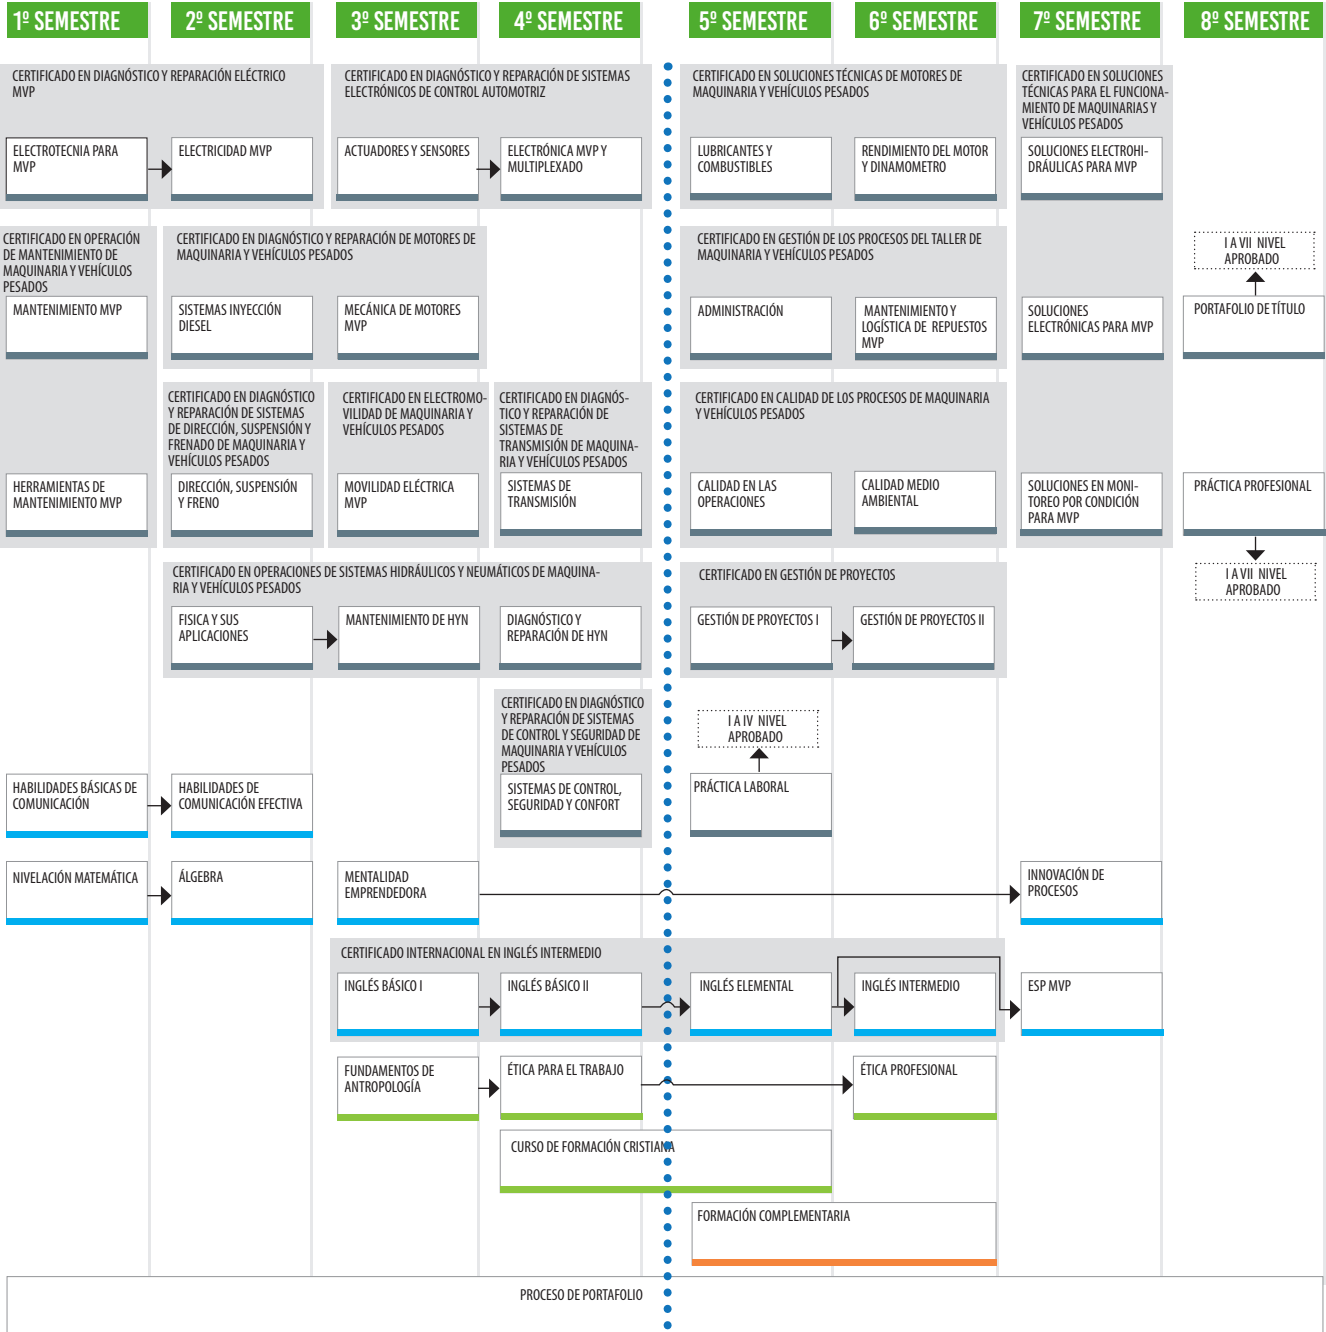 1º SEMESTRE
2º SEMESTRE
3º SEMESTRE
4º SEMESTRE
5º SEMESTRE
6º SEMESTRE
7º SEMESTRE
8º SEMESTRE
CERTIFICADO EN DIAGNÓSTICO Y REPARACIÓN ELÉCTRICO
MVP
CERTIFICADO EN DIAGNÓSTICO Y REPARACIÓN DE SISTEMAS
ELECTRÓNICOS DE CONTROL AUTOMOTRIZ
CERTIFICADO EN SOLUCIONES TÉCNICAS DE MOTORES DE
MAQUINARIA Y VEHÍCULOS PESADOS
CERTIFICADO EN SOLUCIONES
TÉCNICAS PARA EL FUNCIONA-
MIENTO DE MAQUINARIAS Y
VEHÍCULOS PESADOS
ELECTROTECNIA PARA
MVP
ELECTRICIDAD MVP
ACTUADORES Y SENSORES
ELECTRÓNICA MVP Y
MULTIPLEXADO
LUBRICANTES Y
COMBUSTIBLES
RENDIMIENTO DEL MOTOR
Y DINAMOMETRO
SOLUCIONES ELECTROHI-
DRÁULICAS PARA MVP
CERTIFICADO EN OPERACIÓN
DE MANTENIMIENTO DE
MAQUINARIA Y VEHÍCULOS
PESADOS
CERTIFICADO EN DIAGNÓSTICO Y REPARACIÓN DE MOTORES DE
MAQUINARIA Y VEHÍCULOS PESADOS
CERTIFICADO EN GESTIÓN DE LOS PROCESOS DEL TALLER DE
MAQUINARIA Y VEHÍCULOS PESADOS
I A VII NIVEL
APROBADO
MANTENIMIENTO MVP
SISTEMAS INYECCIÓN
DIESEL
MECÁNICA DE MOTORES
MVP
ADMINISTRACIÓN
MANTENIMIENTO Y
LOGÍSTICA DE REPUESTOS
MVP
SOLUCIONES
ELECTRÓNICAS PARA MVP
PORTAFOLIO DE TÍTULO
CERTIFICADO EN DIAGNÓSTICO
Y REPARACIÓN DE SISTEMAS
DE DIRECCIÓN, SUSPENSIÓN Y
FRENADO DE MAQUINARIA Y
VEHÍCULOS PESADOS
CERTIFICADO EN ELECTROMO-
VILIDAD DE MAQUINARIA Y
VEHÍCULOS PESADOS
CERTIFICADO EN DIAGNÓS-
TICO Y REPARACIÓN DE
SISTEMAS DE
TRANSMISIÓN DE MAQUINA-
RIA Y VEHÍCULOS PESADOS
CERTIFICADO EN CALIDAD DE LOS PROCESOS DE MAQUINARIA
Y VEHÍCULOS PESADOS
HERRAMIENTAS DE
MANTENIMIENTO MVP
DIRECCIÓN, SUSPENSIÓN
Y FRENO
MOVILIDAD ELÉCTRICA
MVP
SISTEMAS DE
TRANSMISIÓN
CALIDAD EN LAS
OPERACIONES
CALIDAD MEDIO
AMBIENTAL
SOLUCIONES EN MONI-
TOREO POR CONDICIÓN
PARA MVP
PRÁCTICA PROFESIONAL
I A VII NIVEL
APROBADO
CERTIFICADO EN OPERACIONES DE SISTEMAS HIDRÁULICOS Y NEUMÁTICOS DE MAQUINA-
RIA Y VEHÍCULOS PESADOS
CERTIFICADO EN GESTIÓN DE PROYECTOS
FISICA Y SUS
APLICACIONES
MANTENIMIENTO DE HYN
DIAGNÓSTICO Y
REPARACIÓN DE HYN
GESTIÓN DE PROYECTOS I
GESTIÓN DE PROYECTOS II
CERTIFICADO EN DIAGNÓSTICO
Y REPARACIÓN DE SISTEMAS
DE CONTROL Y SEGURIDAD DE
MAQUINARIA Y VEHÍCULOS
PESADOS
I A IV NIVEL
APROBADO
HABILIDADES BÁSICAS DE
COMUNICACIÓN
HABILIDADES DE
COMUNICACIÓN EFECTIVA
SISTEMAS DE CONTROL,
SEGURIDAD Y CONFORT
PRÁCTICA LABORAL
NIVELACIÓN MATEMÁTICA
ÁLGEBRA
MENTALIDAD
EMPRENDEDORA
INNOVACIÓN DE
PROCESOS
CERTIFICADO INTERNACIONAL EN INGLÉS INTERMEDIO
INGLÉS BÁSICO I
INGLÉS BÁSICO II
INGLÉS ELEMENTAL
INGLÉS INTERMEDIO
ESP MVP
FUNDAMENTOS DE
ANTROPOLOGÍA
ÉTICA PARA EL TRABAJO
ÉTICA PROFESIONAL
CURSO DE FORMACIÓN CRISTIANA
FORMACIÓN COMPLEMENTARIA
PROCESO DE PORTAFOLIO